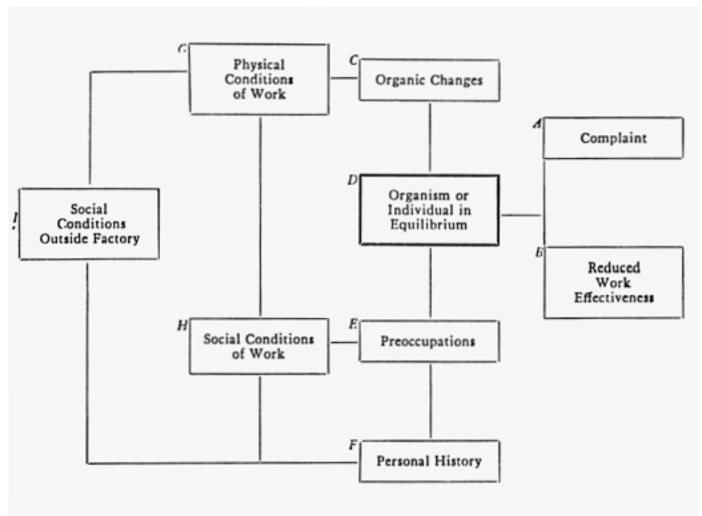 C
Physical
Conditions
of Work
C
Organic Changes
A
Complaint
D
Organism or
Individual in
Equilibrium
I
Social
Conditions
Outside Factory
B
Reduced
Work
Effectiveness
H
Social Conditions
of Work
E
Preoccupations
F
Personal History